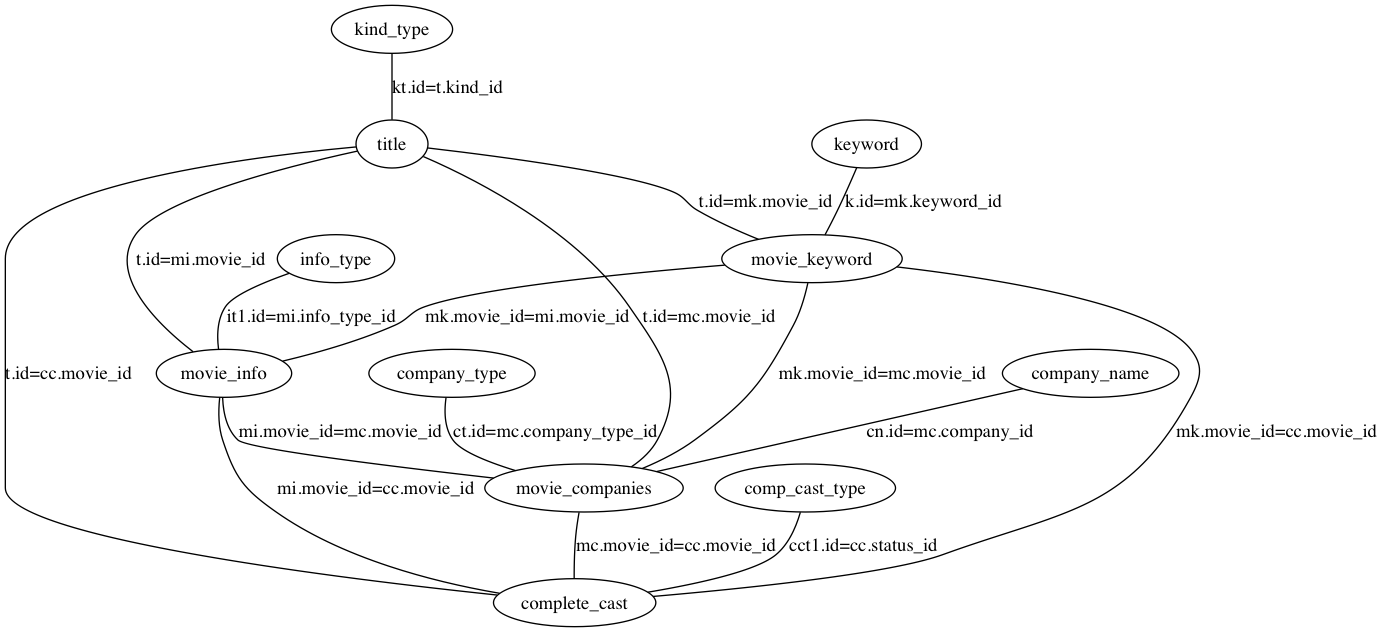 kind_type
kt.id=t.kind_id
title
keyword
t.id=mk.movie_id
k.id=mk.keyword_id
t.id=mi.movie_id
info_type
movie_keyword
it1.id=mi.info_type_id
mk.movie_id=mi.movie_id
t.id=mc.movie_id
t.id=cc.movie_id
movie_info
company_type
mk.movie_id=mc.movie_id
company_name
mi.movie_id=mc.movie_id
ct.id=mc.company_type_id
cn.id=mc.company_id
mk.movie_id=cc.movie_id
mi.movie_id=cc.movie_id
movie_companies
comp_cast_type
mc.movie_id=cc.movie_id
cct1.id=cc.status_id
complete_cast